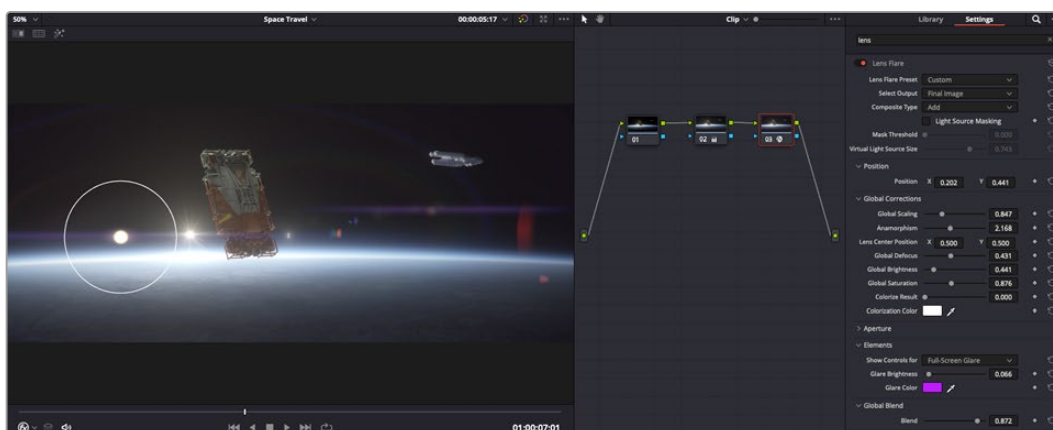 50%
Space Travel
00:00:05:17
Clip
Library
Settings
lens
Lens Flare
Lens Flare Preset Custom
Select Output Final Image
Composite Type Add
Light Source Masking
Mask Threshold 0.000
Virtual Light Source Size 0.743
Position
Position X 0.202 Y 0.441
Global Corrections
Global Scaling 0.847
Anamorphism 2.168
Lens Center Position X 0.500 Y 0.500
Global Defocus 0.431
Global Brightness 0.441
Global Saturation 0.876
Colorize Result 0.000
Colorization Color
Aperture
Elements
Show Controls for Full-Screen Glare
Glare Brightness 0.066
Glare Color
Global Blend
Blend 0.872
01
02
03
01:00:07:01